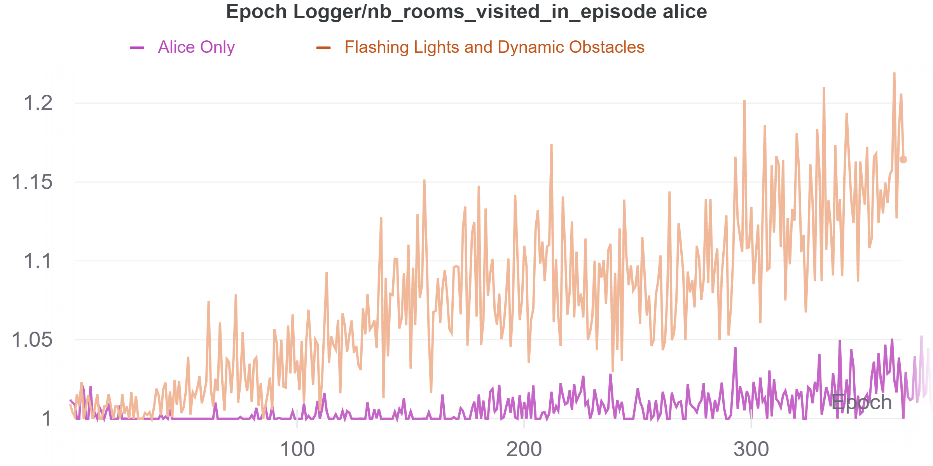 Epoch Logger/nb_rooms_visited_in_episode alice
Alice Only
Flashing Lights and Dynamic Obstacles
1.2
1.15
1.1
1.05
1
Epoch
100
200
300